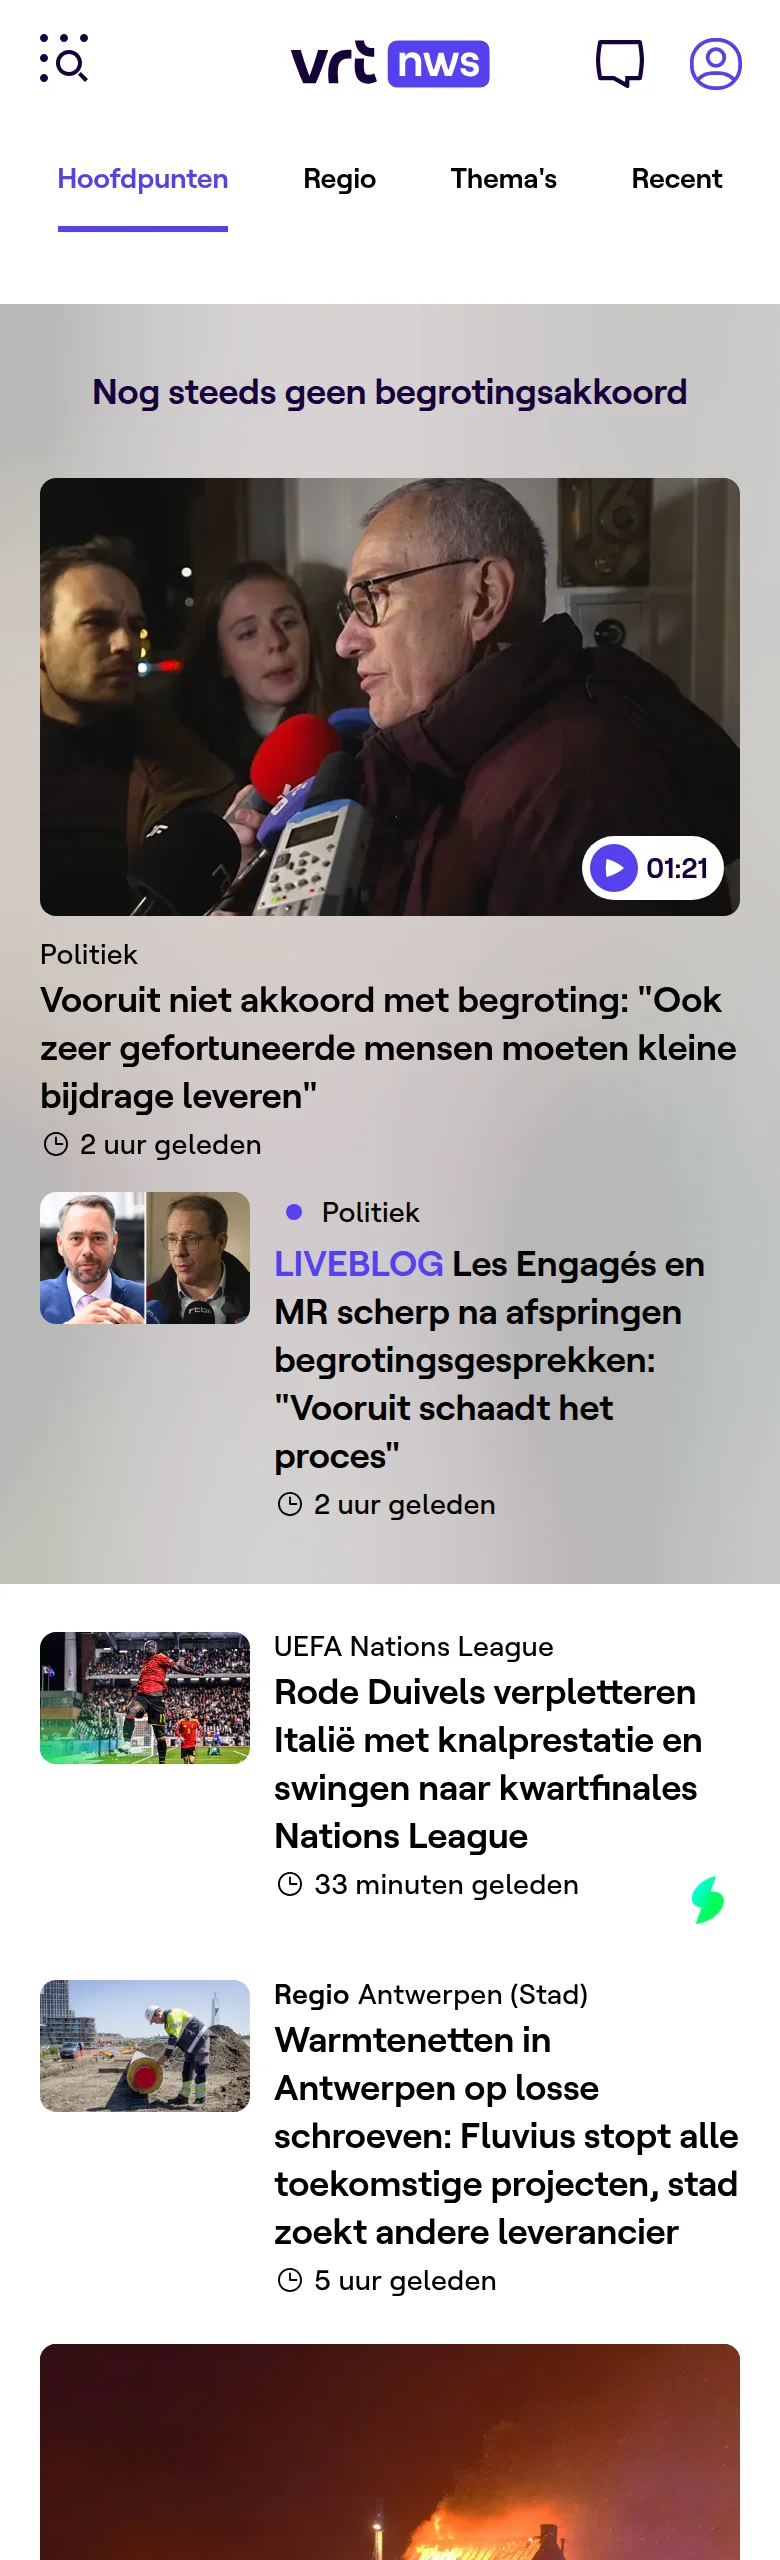 vrt nws
Hoofdpunten
Regio
Thema's
Recent
Nog steeds geen begrotingsakkoord
01:21
Politiek
Vooruit niet akkoord met begroting: "Ook
zeer gefortuneerde mensen moeten kleine
bijdrage leveren"
2 uur geleden
Politiek
LIVEBLOG Les Engagés en
MR scherp na afspringen
begrotingsgesprekken:
"Vooruit schaadt het
proces"
2 uur geleden
UEFA Nations League
Rode Duivels verpletteren
Italië met knalprestatie en
swingen naar kwartfinales
Nations League
33 minuten geleden
Regio Antwerpen (Stad)
Warmtenetten in
Antwerpen op losse
schroeven: Fluvius stopt alle
toekomstige projecten, stad
zoekt andere leverancier
5 uur geleden